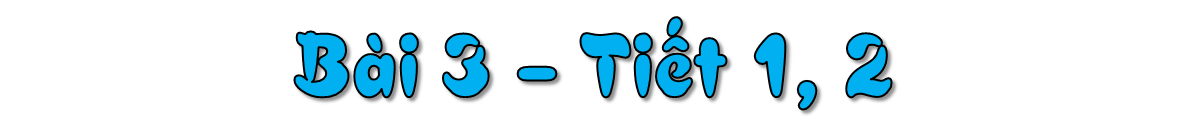 Bài 3 – Tiết 1, 2